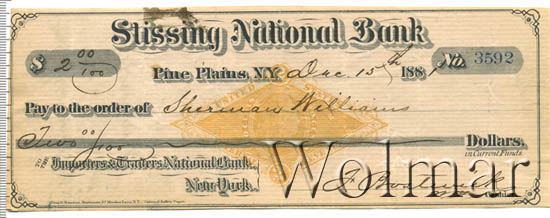 Stissing National Bank
$ 2 00/100
Pine Plains, N.Y. Dec 15th 1881 No. 3592
Pay to the order of Sherman Williams
Two 00/100 Dollars,
in Current Funds.
To the Importers & Traders National Bank,
New York.
Wolmar